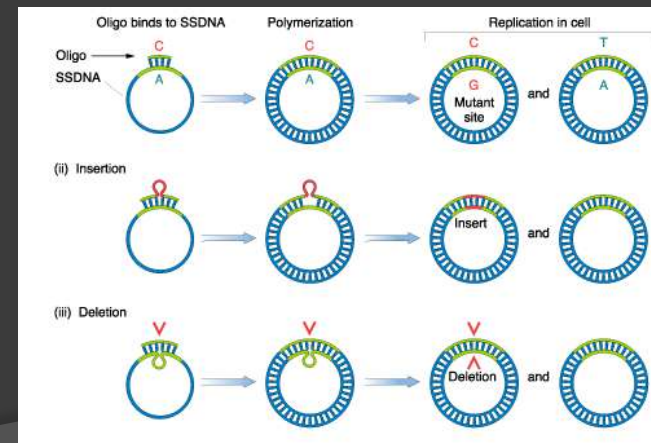 Oligo binds to SSDNA Polymerization Replication in cell
C C C T
Oligo
SSDNA
A A G A
Mutant
site
and
(ii) Insertion
Insert
and
(iii) Deletion
Deletion
and